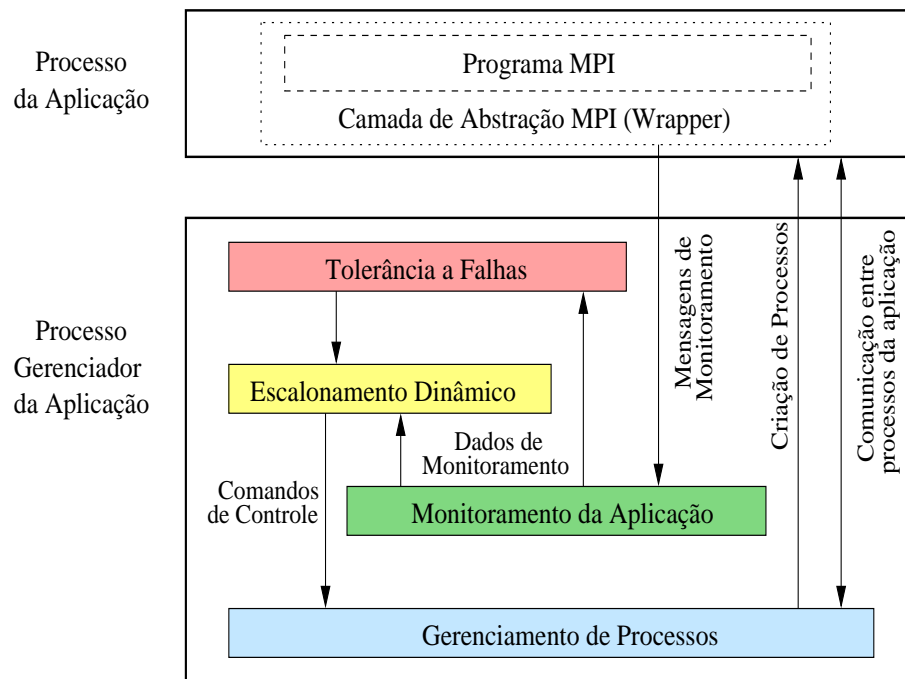 Processo
da Aplicação
Programa MPI
Camada de Abstração MPI (Wrapper)
Processo
Gerenciador
da Aplicação
Tolerância a Falhas
Escalonamento Dinâmico
Dados de
Monitoramento
Comandos
de Controle
Monitoramento da Aplicação
Gerenciamento de Processos
Mensagens de
Monitoramento
Criação de Processos
Comunicação entre
processos da aplicação